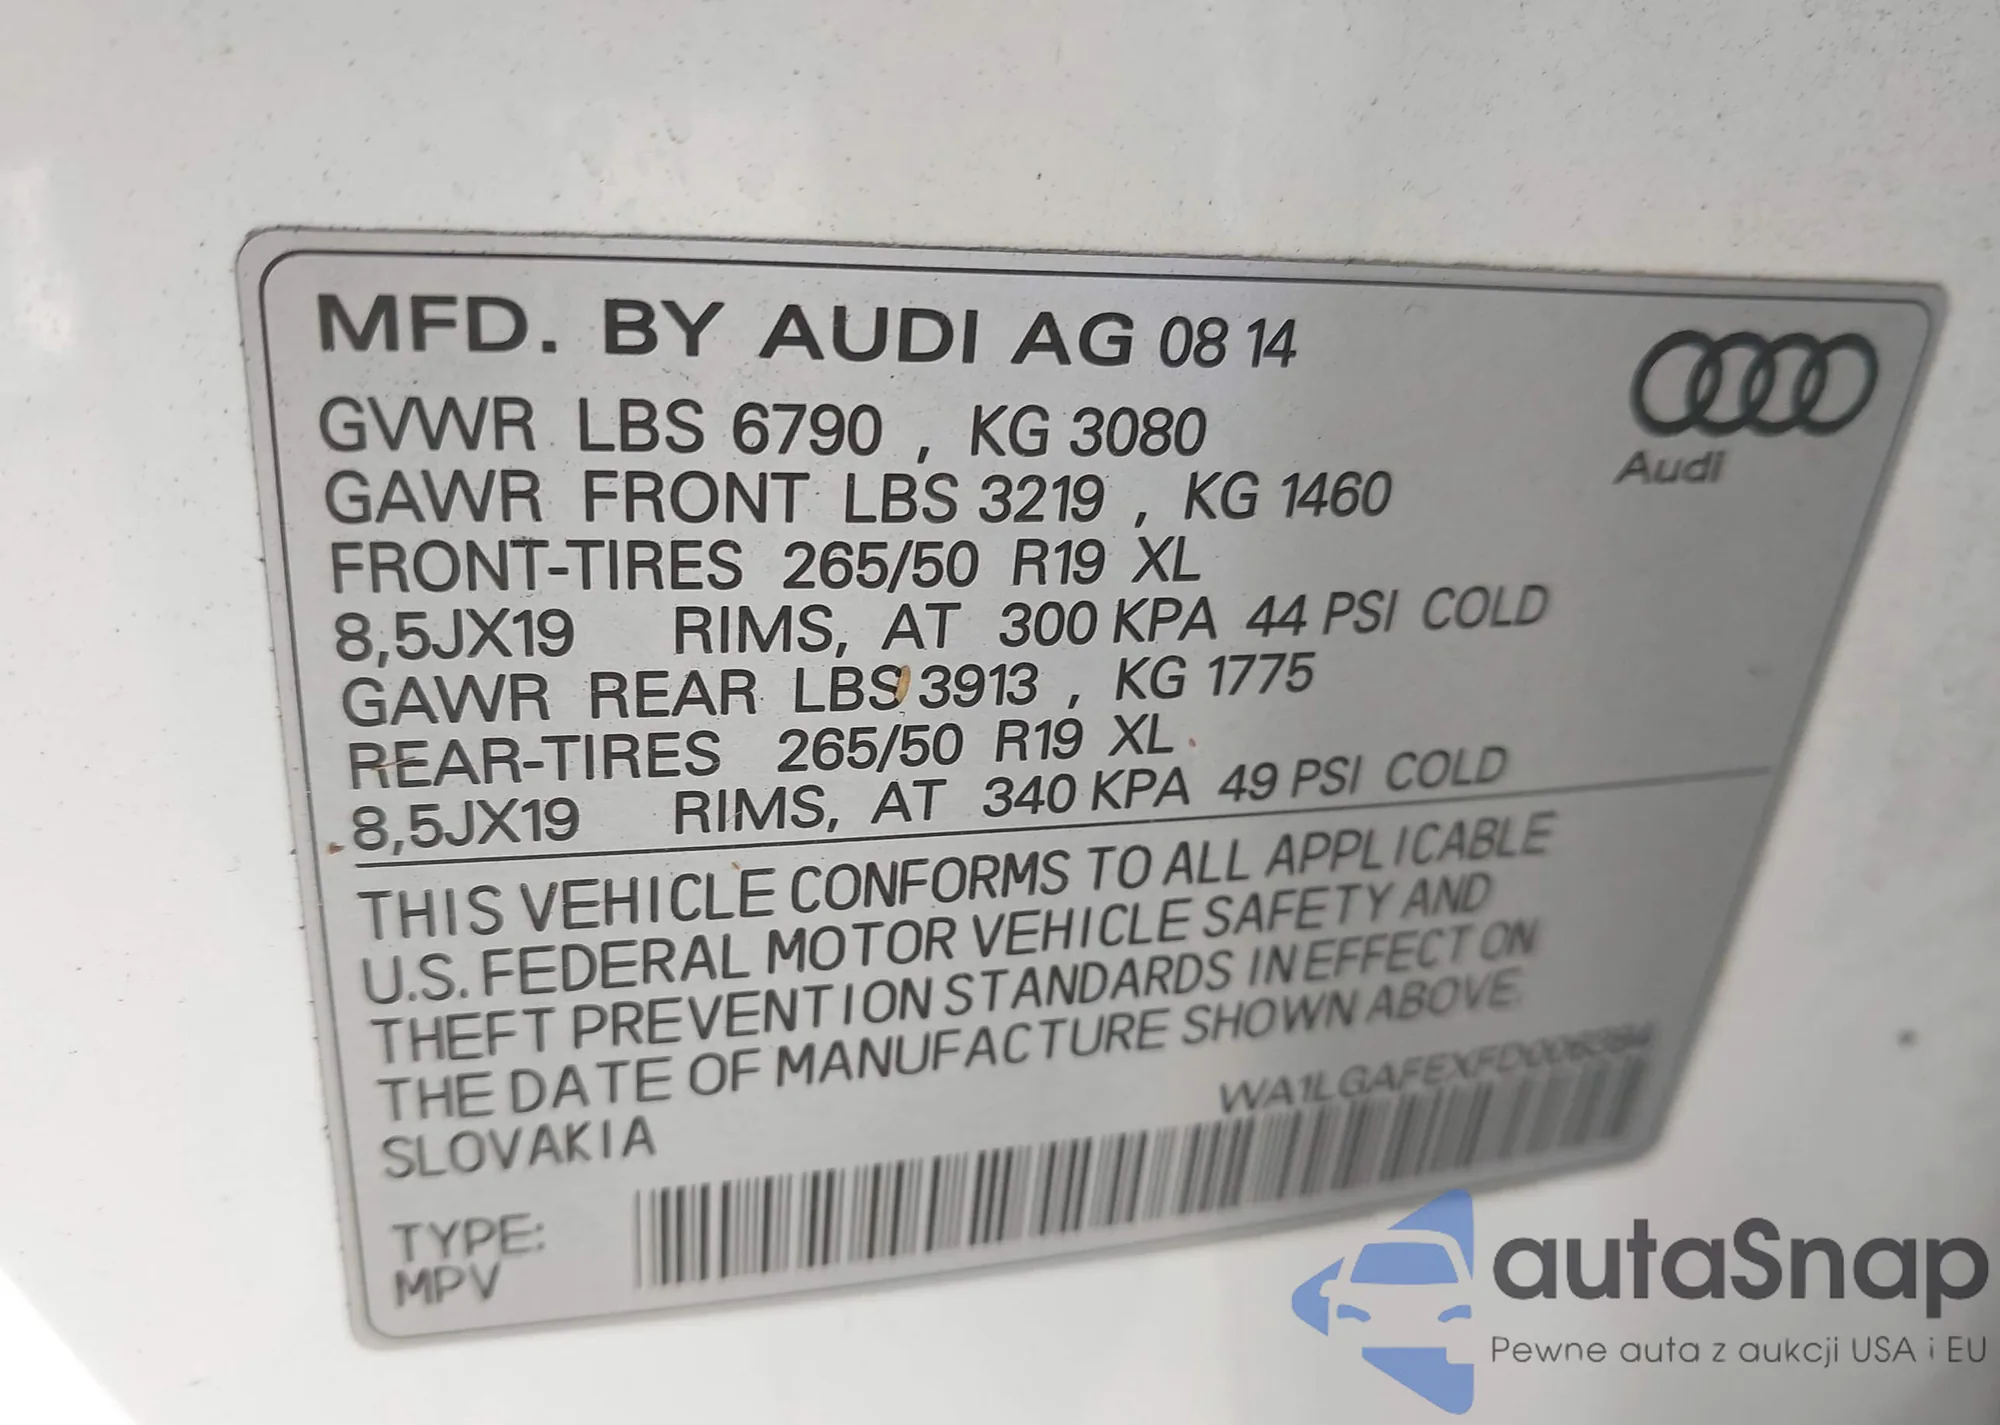 MFD. BY AUDI AG 08 14
GVWR LBS 6790 , KG 3080
GAWR FRONT LBS 3219 , KG 1460
FRONT-TIRES 265/50 R19 XL
8,5JX19 RIMS, AT 300 KPA 44 PSI COLD
GAWR REAR LBS 3913 , KG 1775
REAR-TIRES 265/50 R19 XL
8,5JX19 RIMS, AT 340 KPA 49 PSI COLD
Audi
THIS VEHICLE CONFORMS TO ALL APPLICABLE
U.S. FEDERAL MOTOR VEHICLE SAFETY AND
THEFT PREVENTION STANDARDS IN EFFECT ON
THE DATE OF MANUFACTURE SHOWN ABOVE.
SLOVAKIA
TYPE:
MPV
autaSnap
Pewne auta z aukcji USA i EU